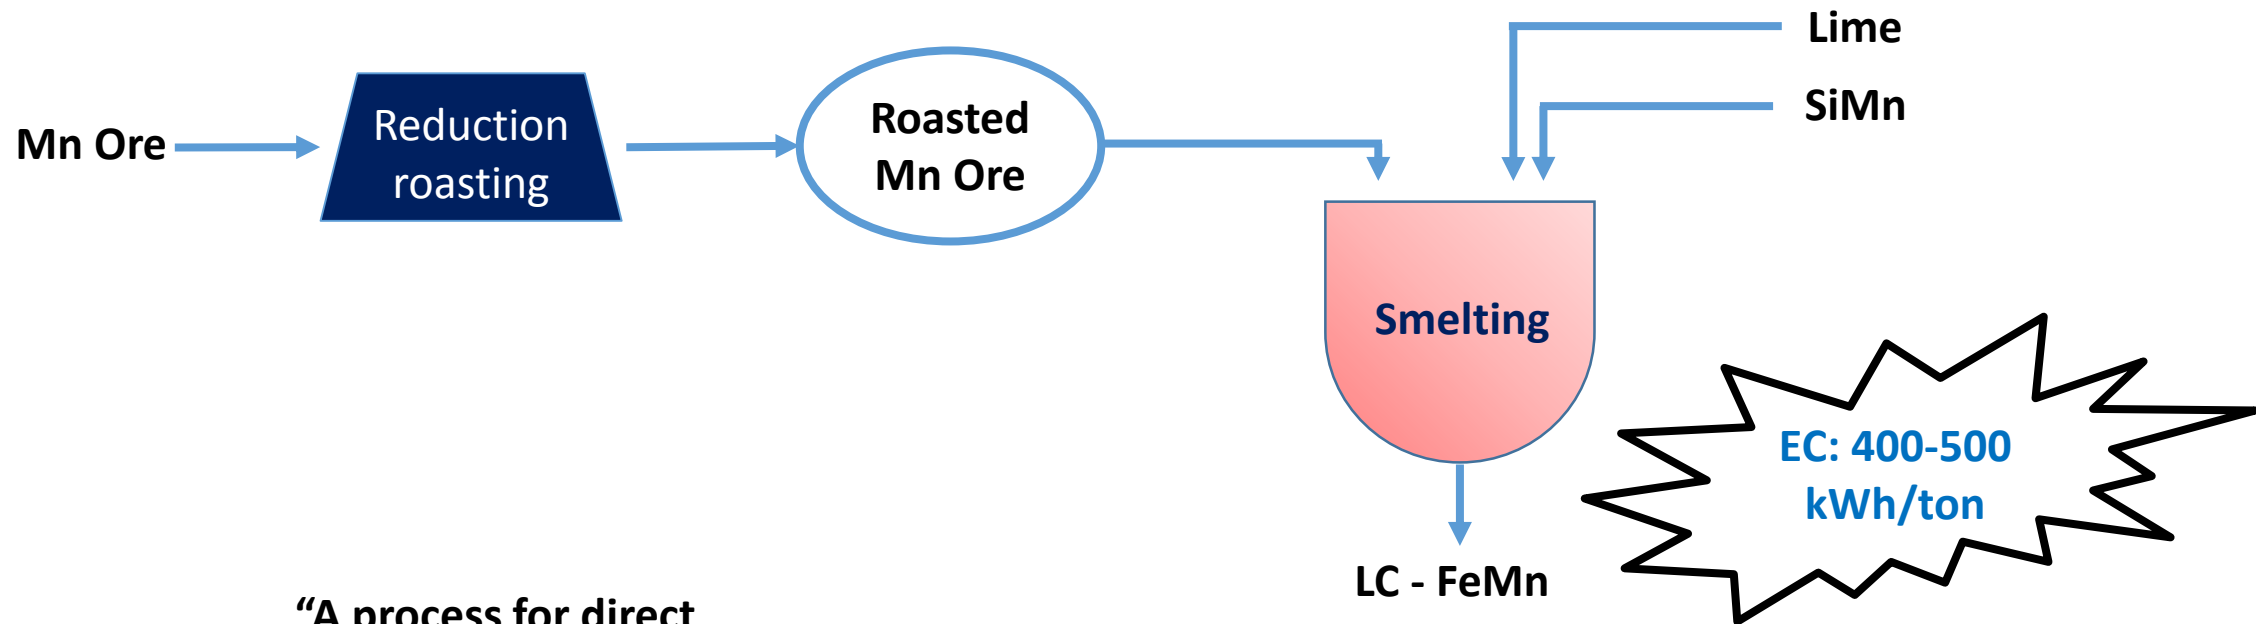 Lime
SiMn
Mn Ore
Reduction
roasting
Roasted
Mn Ore
Smelting
EC: 400-500
kWh/ton
LC - FeMn
“A process for direct